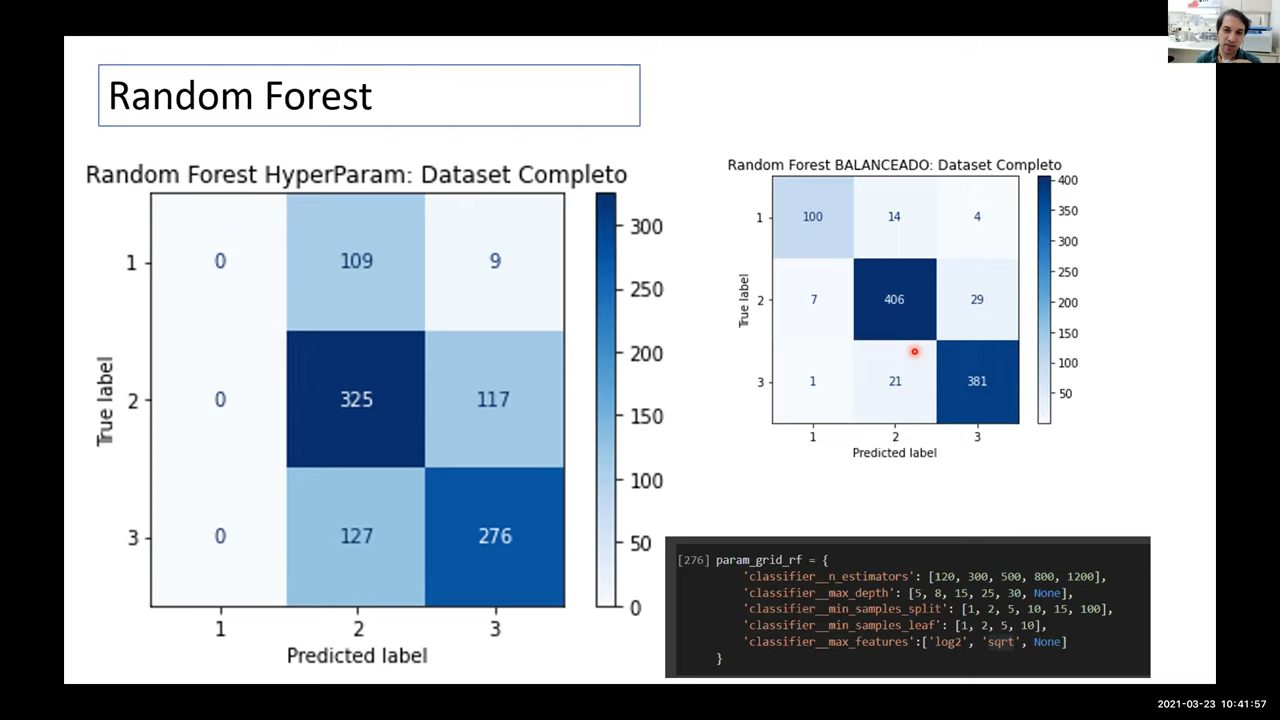 Random Forest
Random Forest HyperParam: Dataset Completo
True label
1
2
3
0 109 9
0 325 117
0 127 276
1 2 3
Predicted label
300
250
200
150
100
50
0
Random Forest BALANCEADO: Dataset Completo
True label
1
2
3
100 14 4
7 406 29
1 21 381
1 2 3
Predicted label
400
350
300
250
200
150
100
50
[276] param_grid_rf = {
'classifier__n_estimators': [120, 300, 500, 800, 1200],
'classifier__max_depth': [5, 8, 15, 25, 30, None],
'classifier__min_samples_split': [1, 2, 5, 10, 15, 100],
'classifier__min_samples_leaf': [1, 2, 5, 10],
'classifier__max_features':['log2', 'sqrt', None]
}
2021-03-23 10:41:57